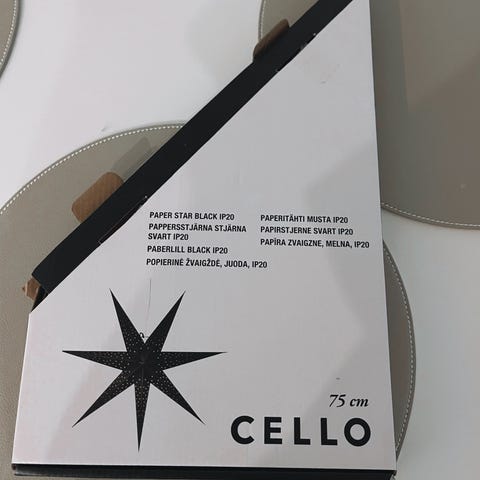 PAPER STAR BLACK IP20
PAPPERSSTJÄRNA STJÄRNA
SVART IP20
PABERLILL BLACK IP20
POPIERINĖ ŽVAIGŽDĖ, JUODA, IP20
PAPERITÄHTI MUSTA IP20
PAPIRSTJERNE SVART IP20
PAPĪRA ZVAIGZNE, MELNA, IP20
75 cm
CELLO